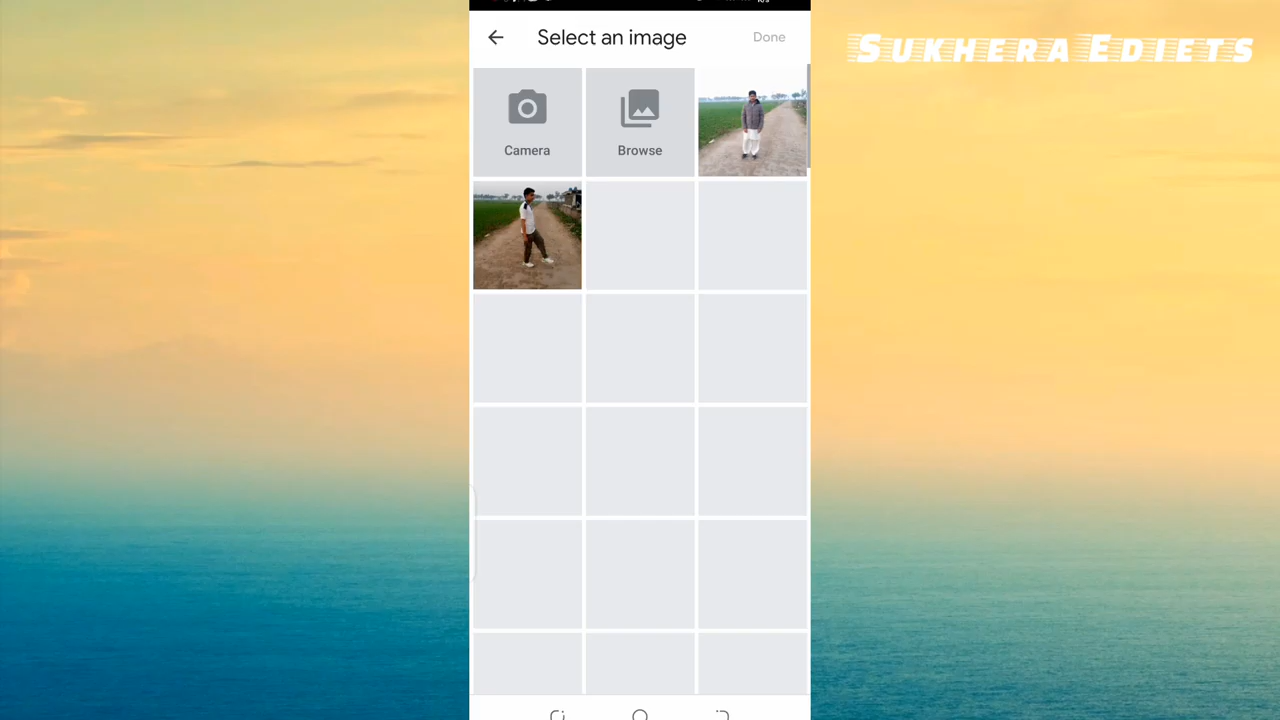 Select an image
Done
SUKHERA EDIETS
Camera
Browse